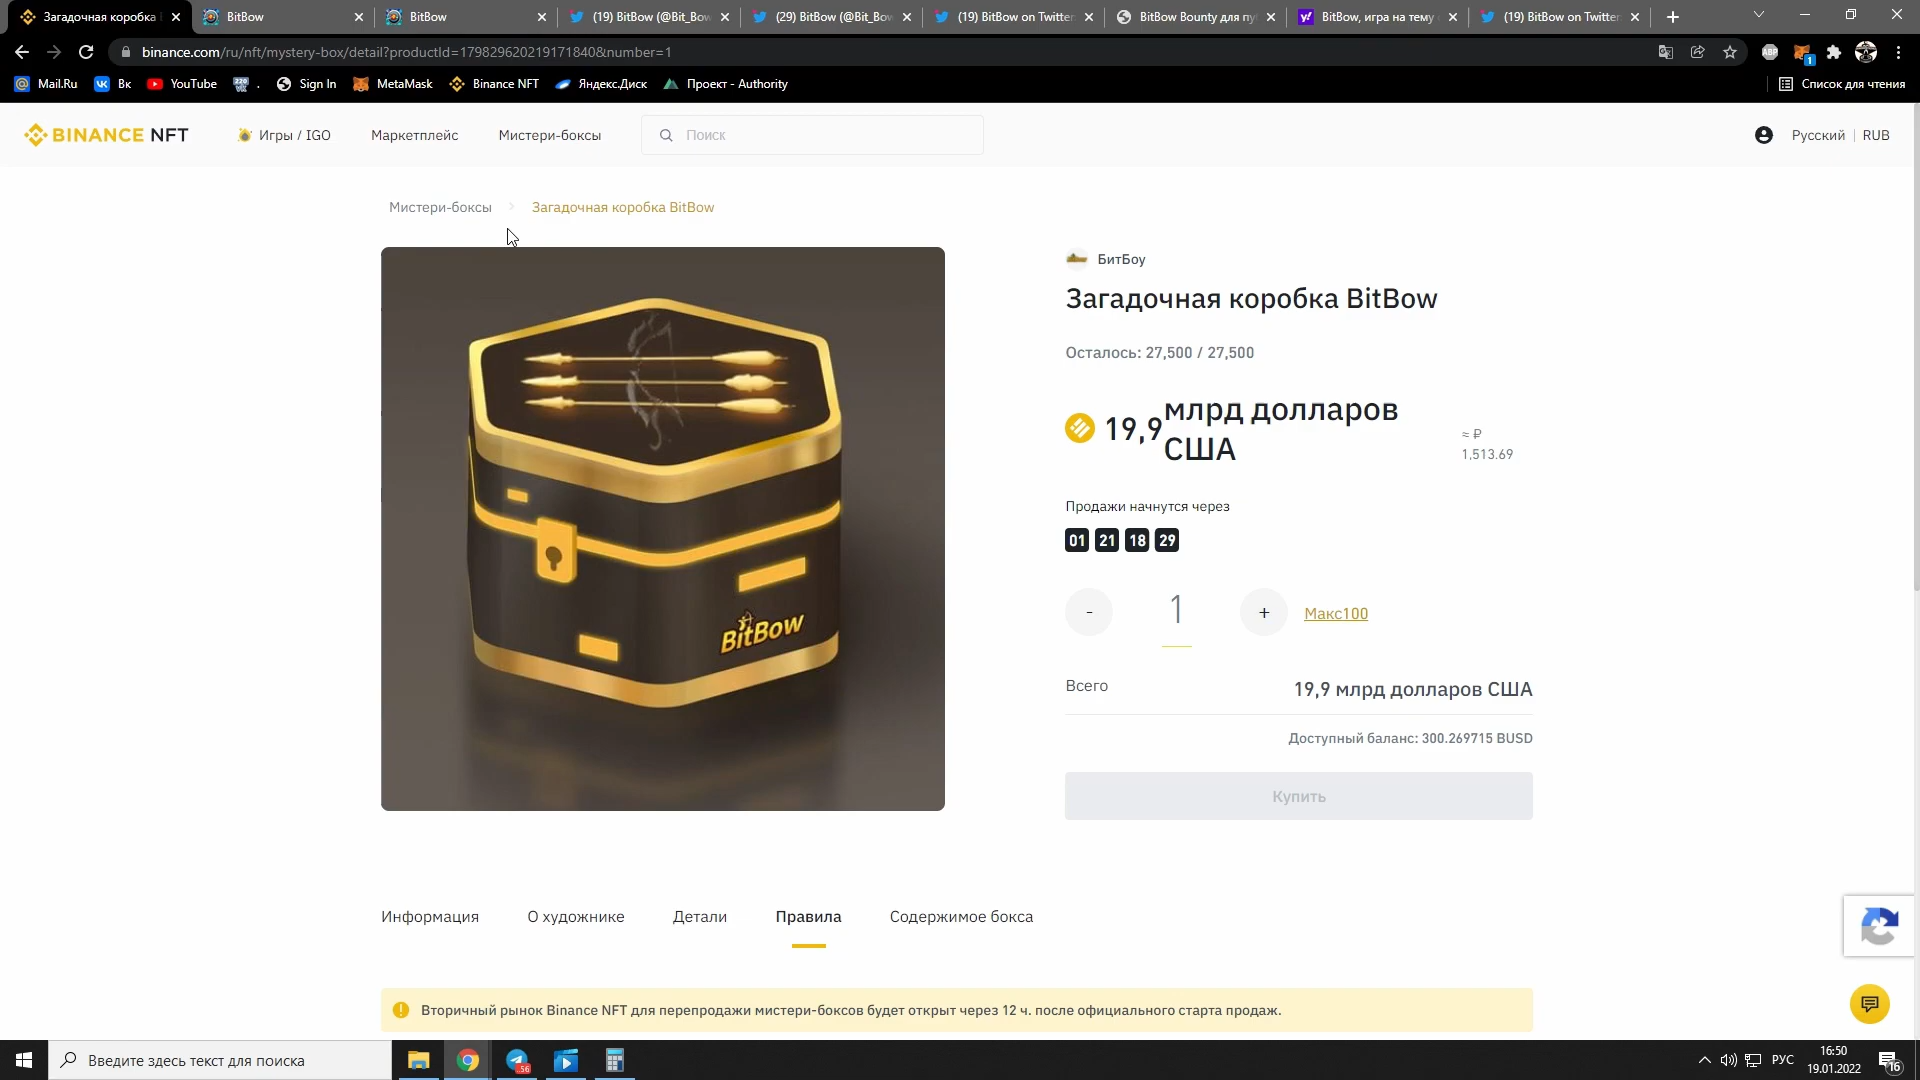 Загадочная коробка
BitBow
BitBow
(19) BitBow (@Bit_Bow
(29) BitBow (@Bit_Bow
(19) BitBow on Twitter
BitBow Bounty для пу
BitBow, игра на тему
(19) BitBow on Twitter
binance.com/ru/nft/mystery-box/detail?productId=179829620219171840&number=1
ABP
1
Mail.Ru
Вк
YouTube
.
Sign In
MetaMask
Binance NFT
Яндекс.Диск
Проект - Authority
Список для чтения
BINANCE NFT
Игры / IGO
Маркетплейс
Мистери-боксы
Поиск
Русский | RUB
Мистери-боксы
Загадочная коробка BitBow
BitBow
БитБоу
Загадочная коробка BitBow
Осталось: 27,500 / 27,500
19,9 млрд долларов
США
≈ ₽
1,513.69
Продажи начнутся через
01 21 18 29
- 1 + Макс100
Всего
19,9 млрд долларов США
Доступный баланс: 300.269715 BUSD
Купить
Информация
О художнике
Детали
Правила
Содержимое бокса
Вторичный рынок Binance NFT для перепродажи мистери-боксов будет открыт через 12 ч. после официального старта продаж.
Введите здесь текст для поиска
56
РУС
16:50
19.01.2022
16